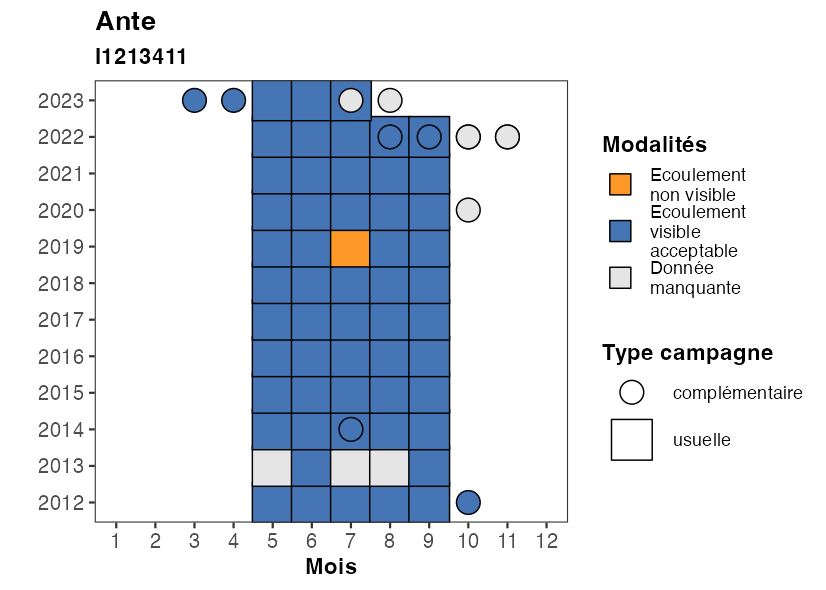 Ante
I1213411
2023
2022
2021
2020
2019
2018
2017
2016
2015
2014
2013
2012
1 2 3 4 5 6 7 8 9 10 11 12
Mois
Modalités
Ecoulement
non visible
Ecoulement
visible
acceptable
Donnée
manquante
Type campagne
complémentaire
usuelle